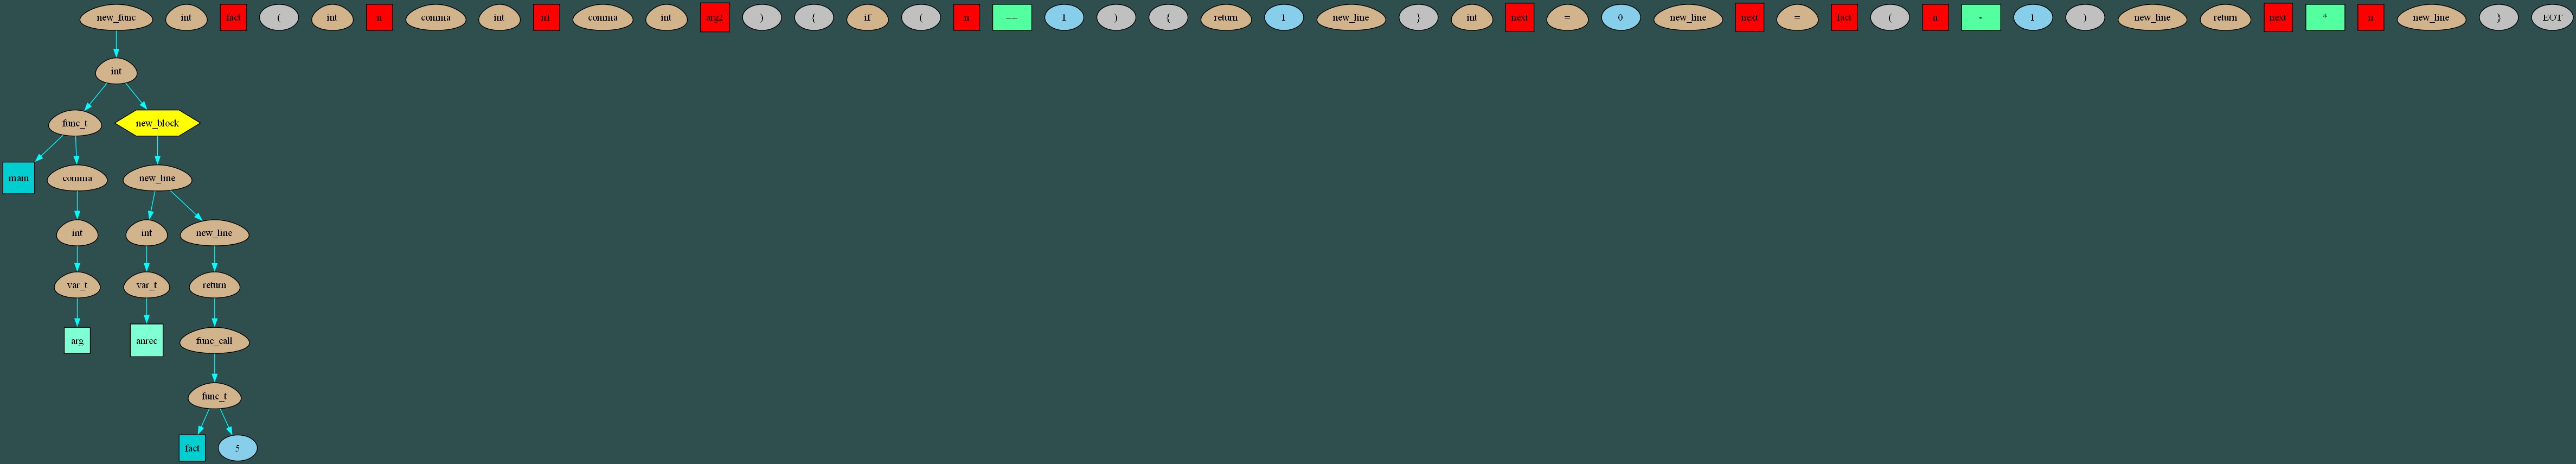 new_func int fact ( int n comma int n1 comma int arg2 ) { if ( n == 1 ) { return 1 new_line } int next = 0 new_line next = fact ( n - 1 ) new_line return next * n new_line } EOT
int
func_t new_block
main comma new_line
int int new_line
var_t var_t return
arg anrec func_call
func_t
fact 5